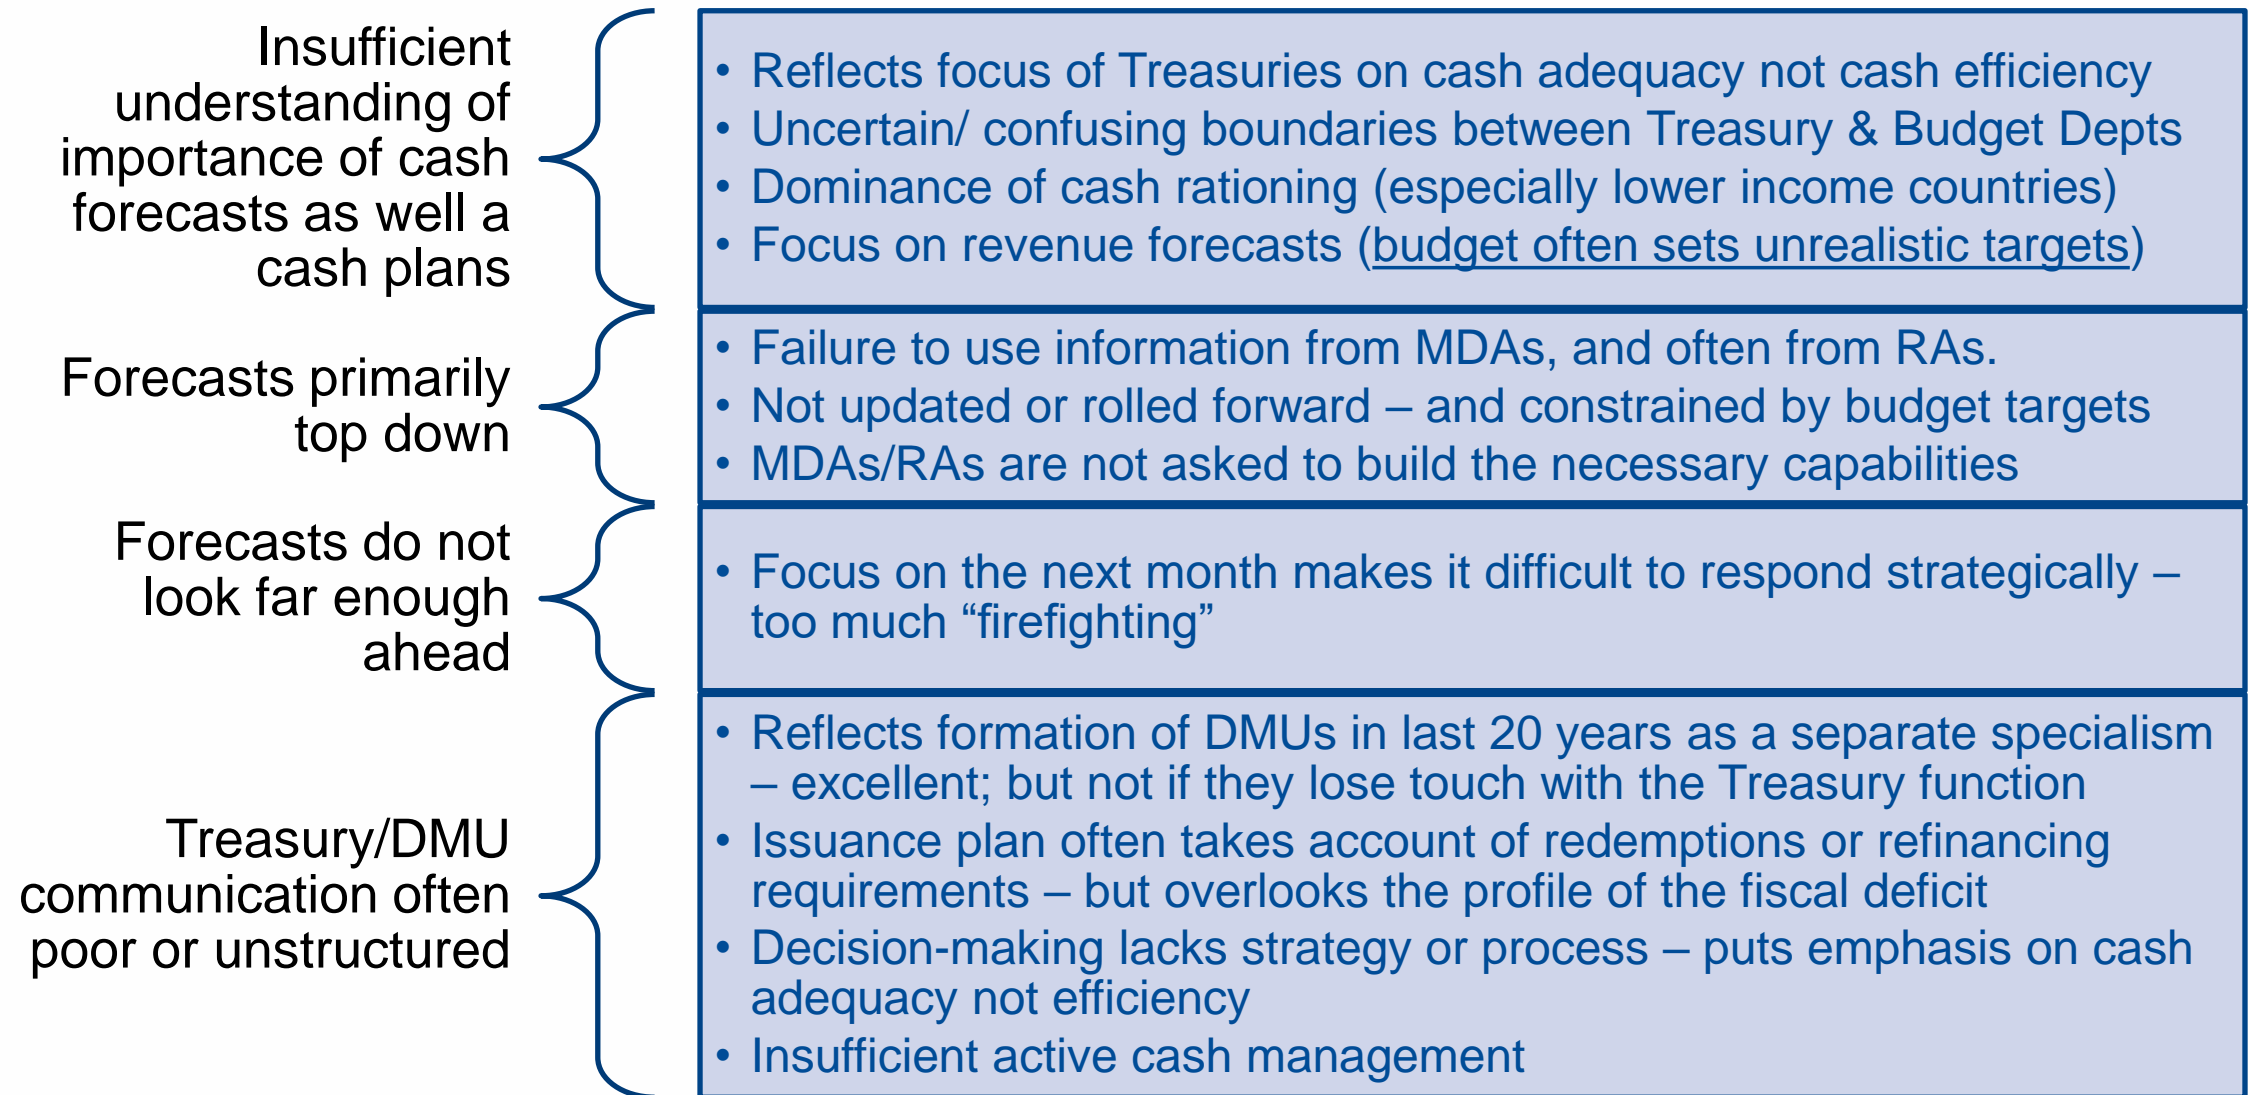 Insufficient
understanding of
importance of cash
forecasts as well a
cash plans
• Reflects focus of Treasuries on cash adequacy not cash efficiency
• Uncertain/ confusing boundaries between Treasury & Budget Depts
• Dominance of cash rationing (especially lower income countries)
• Focus on revenue forecasts (budget often sets unrealistic targets)
Forecasts primarily
top down
• Failure to use information from MDAs, and often from RAs.
• Not updated or rolled forward – and constrained by budget targets
• MDAs/RAs are not asked to build the necessary capabilities
Forecasts do not
look far enough
ahead
• Focus on the next month makes it difficult to respond strategically –
too much “firefighting”
Treasury/DMU
communication often
poor or unstructured
• Reflects formation of DMUs in last 20 years as a separate specialism
– excellent; but not if they lose touch with the Treasury function
• Issuance plan often takes account of redemptions or refinancing
requirements – but overlooks the profile of the fiscal deficit
• Decision-making lacks strategy or process – puts emphasis on cash
adequacy not efficiency
• Insufficient active cash management